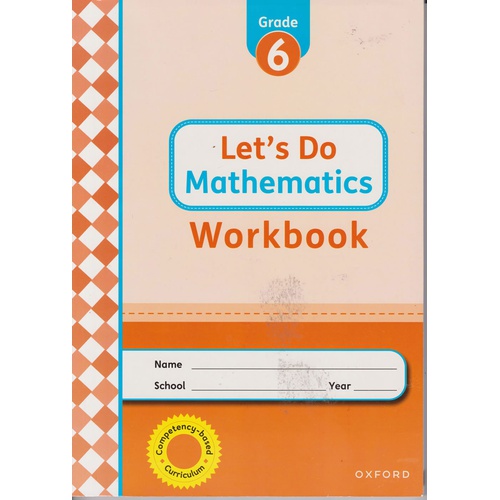 Grade
6
Let's Do
Mathematics
Workbook
Name
School Year
Competency-based
Curriculum
OXFORD